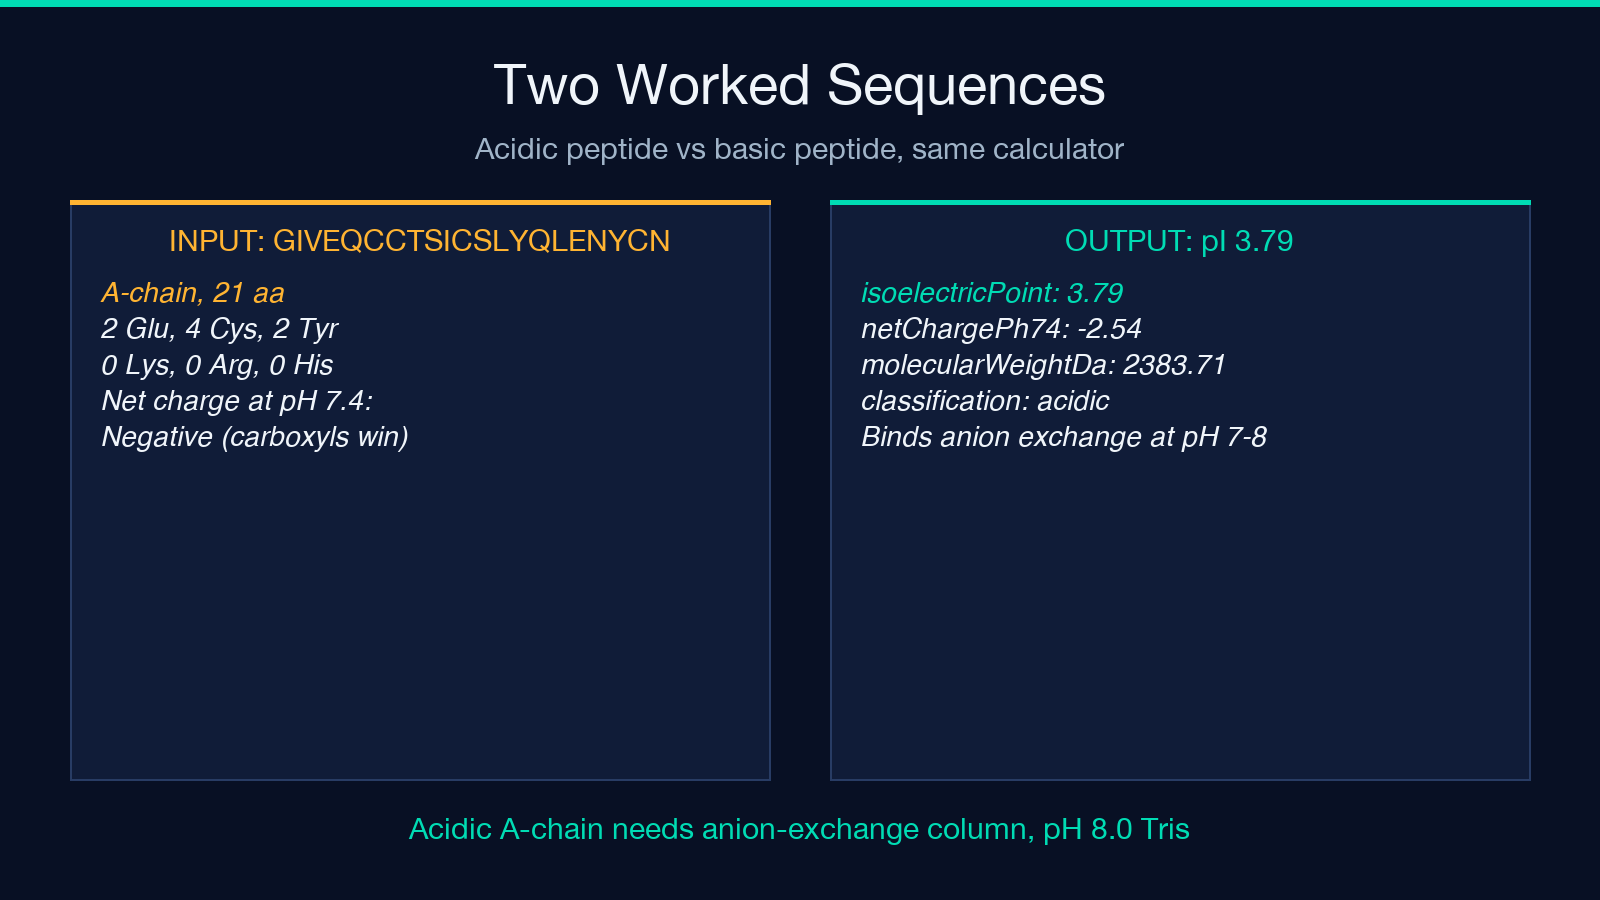 Two Worked Sequences
Acidic peptide vs basic peptide, same calculator
INPUT: GIVEQCCTSICSLYQLENYCN
A-chain, 21 aa
2 Glu, 4 Cys, 2 Tyr
0 Lys, 0 Arg, 0 His
Net charge at pH 7.4:
Negative (carboxyls win)
OUTPUT: pI 3.79
isoelectricPoint: 3.79
netChargePh74: -2.54
molecularWeightDa: 2383.71
classification: acidic
Binds anion exchange at pH 7-8
Acidic A-chain needs anion-exchange column, pH 8.0 Tris